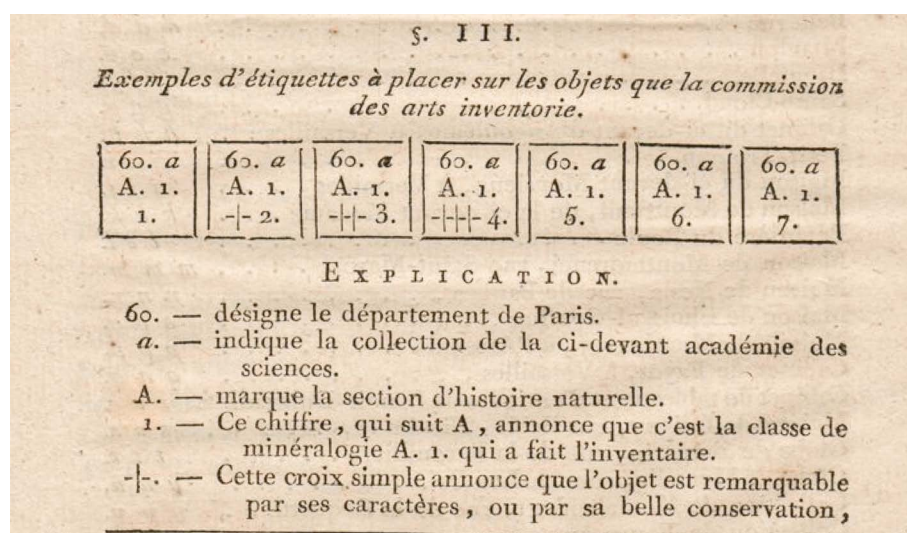 §. III.
Exemples d'étiquettes à placer sur les objets que la commission
des arts inventorie.
60. a 60. a 60. a 60. a 60. a 60. a 60. a
A. 1. A. 1. A. 1. A. 1. A. 1. A. 1. A. 1.
1. -|- 2. -|-|- 3. -|-|-|- 4. 5. 6. 7.
EXPLICATION.
60. — désigne le département de Paris.
a. — indique la collection de la ci-devant académie des
sciences.
A. — marque la section d'histoire naturelle.
1. — Ce chiffre, qui suit A, annonce que c'est la classe de
minéralogie A. 1. qui a fait l'inventaire.
-|-. — Cette croix simple annonce que l'objet est remarquable
par ses caractères, ou par sa belle conservation,